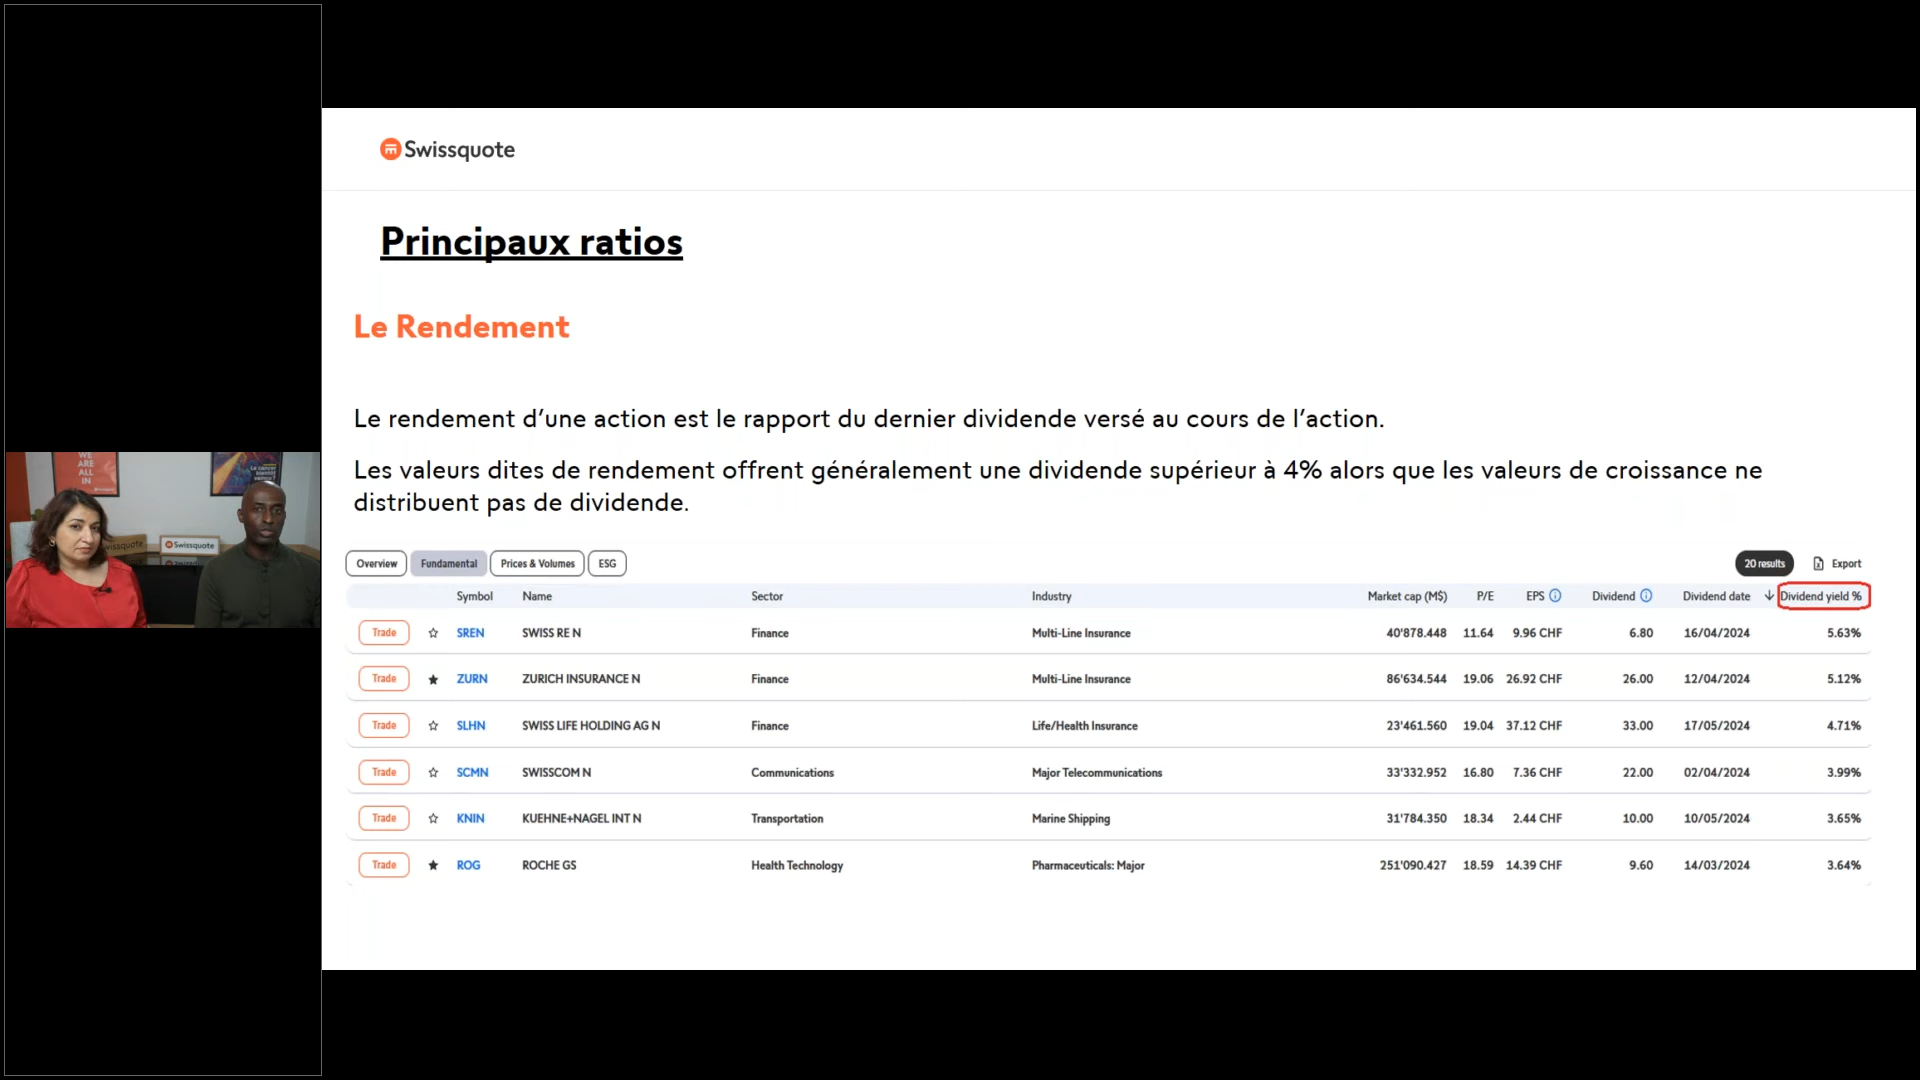 Swissquote
Principaux ratios
Le Rendement
Le rendement d’une action est le rapport du dernier dividende versé au cours de l’action.
Les valeurs dites de rendement offrent généralement une dividende supérieur à 4% alors que les valeurs de croissance ne
distribuent pas de dividende.
Overview Fundamental Prices & Volumes ESG 20 results Export
Symbol Name Sector Industry Market cap (M$) P/E EPS Dividend Dividend date Dividend yield %
Trade SREN SWISS RE N Finance Multi-Line Insurance 40'878.448 11.64 9.96 CHF 6.80 16/04/2024 5.63%
Trade ZURN ZURICH INSURANCE N Finance Multi-Line Insurance 86'634.544 19.06 26.92 CHF 26.00 12/04/2024 5.12%
Trade SLHN SWISS LIFE HOLDING AG N Finance Life/Health Insurance 23'461.560 19.04 37.12 CHF 33.00 17/05/2024 4.71%
Trade SCMN SWISSCOM N Communications Major Telecommunications 33'332.952 16.80 7.36 CHF 22.00 02/04/2024 3.99%
Trade KNIN KUEHNE+NAGEL INT N Transportation Marine Shipping 31'784.350 18.34 2.44 CHF 10.00 10/05/2024 3.65%
Trade ROG ROCHE GS Health Technology Pharmaceuticals: Major 251'090.427 18.59 14.39 CHF 9.60 14/03/2024 3.64%
WE
ARE
ALL
IN
Le cancer
Swissquote